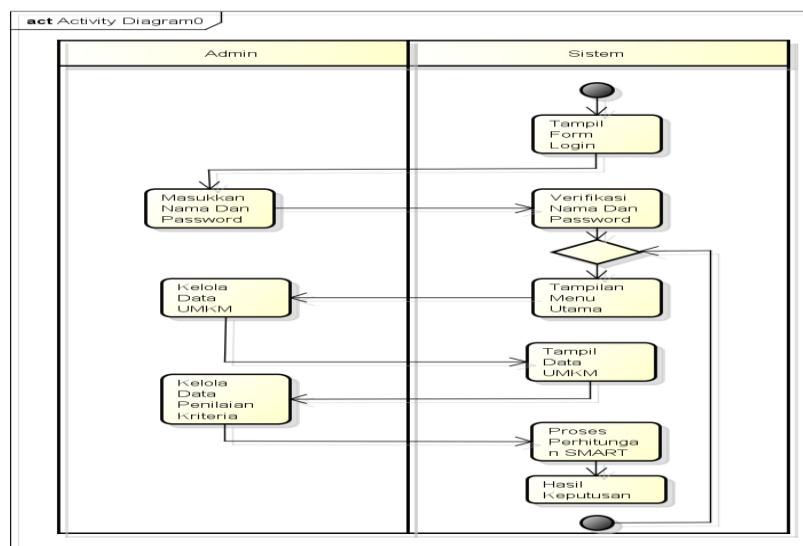 act Activity Diagram0
Admin
Sistem
Tampil
Form
Login
Masukkan
Nama Dan
Password
Verifikasi
Nama Dan
Password
Kelola
Data
UMKM
Tampilan
Menu
Utama
Tampil
Data
UMKM
Kelola
Data
Penilaian
Kriteria
Proses
Perhitunga
n SMART
Hasil
Keputusan